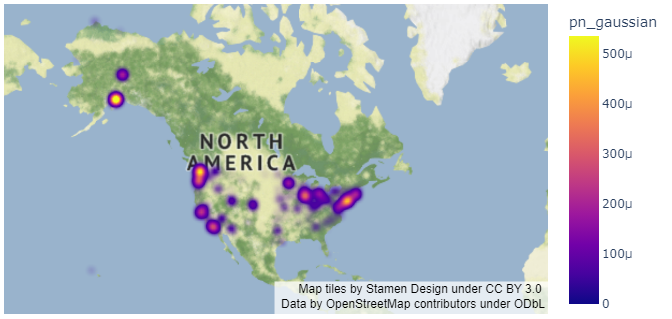 pn_gaussian
500μ
400μ
300μ
200μ
100μ
0
NORTH
AMERICA
Map tiles by Stamen Design under CC BY 3.0
Data by OpenStreetMap contributors under ODbL